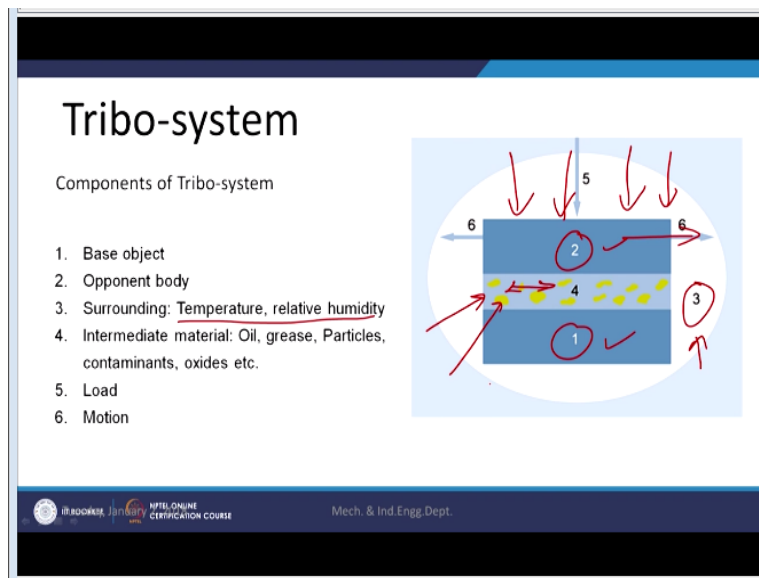 Tribo-system
Components of Tribo-system
1. Base object
2. Opponent body
3. Surrounding: Temperature, relative humidity
4. Intermediate material: Oil, grease, Particles,
contaminants, oxides etc.
5. Load
6. Motion
5
6
6
2
4
3
1
IIT ROORKEE
January
NPTEL ONLINE
CERTIFICATION COURSE
Mech. & Ind.Engg.Dept.